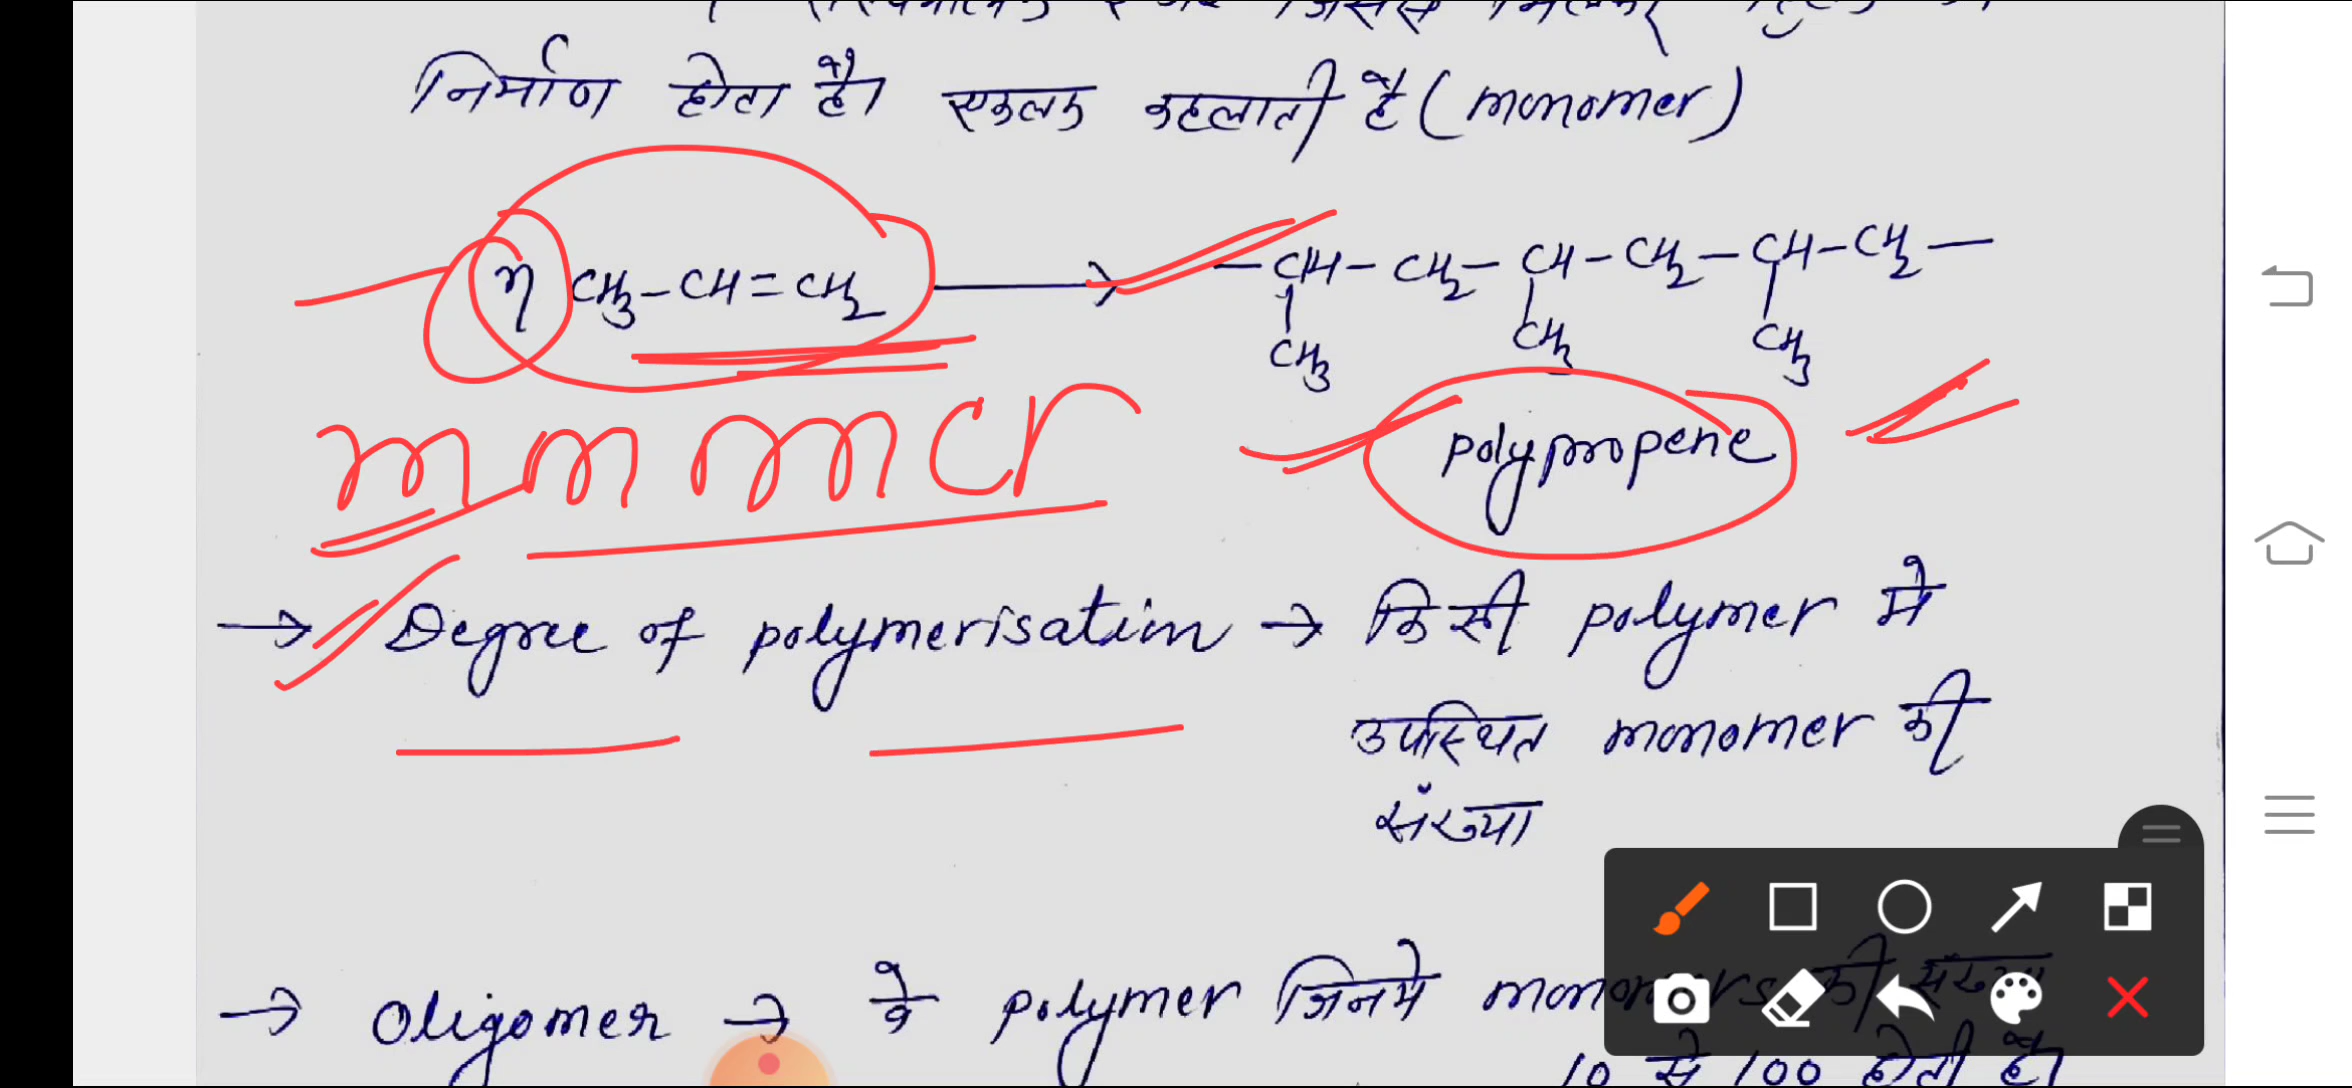 निर्माण होता है। एकलक कहलाती है (monomer)
n CH3-CH=CH2 → -CH-CH2-CH-CH2-CH-CH2-
CH3 CH3 CH3
polypropene
→ Degree of polymerisation → किसी polymer मे
उपस्थित monomer की
संख्या
→ Oligomer → वे polymer जिनमे monomers की संख्या
10 से 100 होती है।